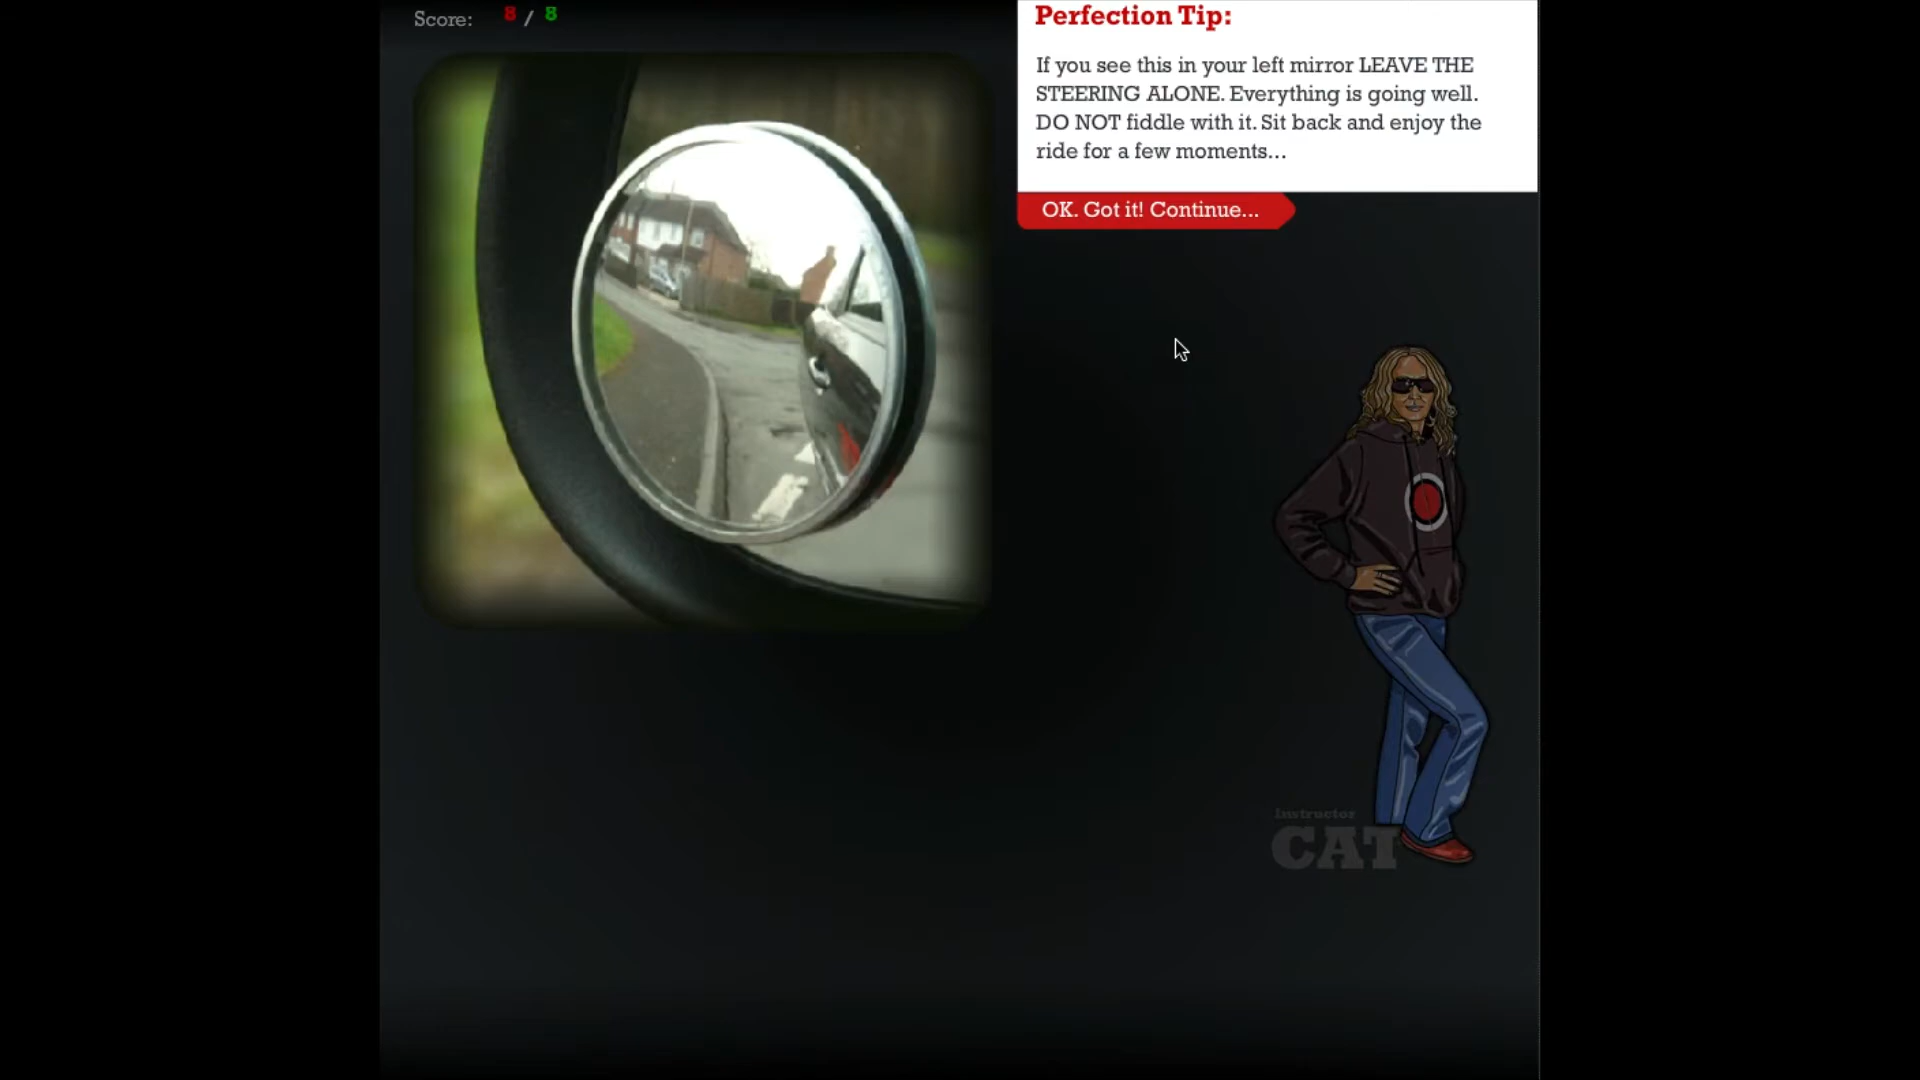 Score: 8 / 8
Perfection Tip:
If you see this in your left mirror LEAVE THE
STEERING ALONE. Everything is going well.
DO NOT fiddle with it. Sit back and enjoy the
ride for a few moments...
OK. Got it! Continue...
Instructor
CAT